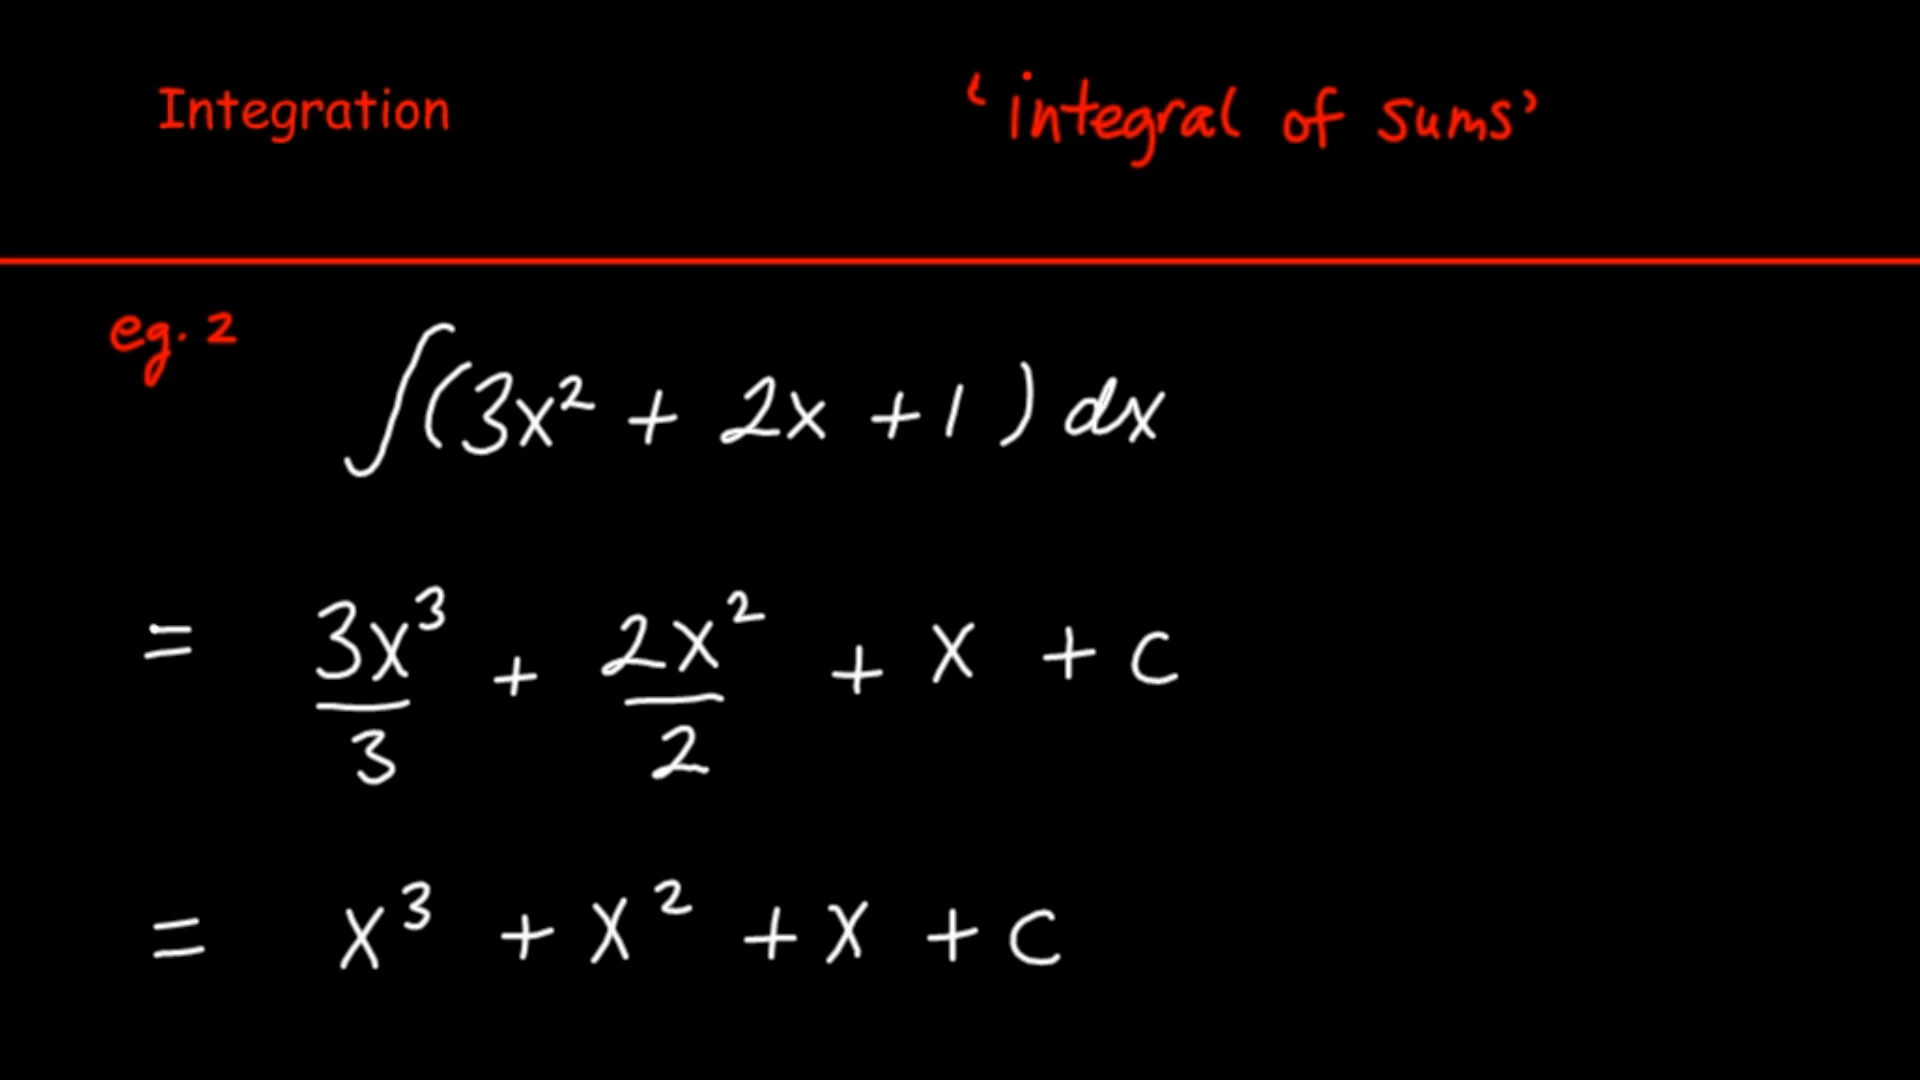 Integration 'integral of sums'
eg. 2 ∫(3x² + 2x + 1) dx
= 3x³/3 + 2x²/2 + x + c
= x³ + x² + x + c